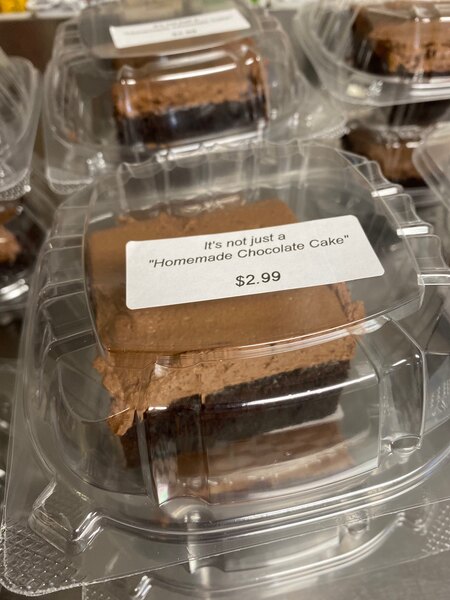 It's not just a
"Homemade Chocolate Cake"
$2.99